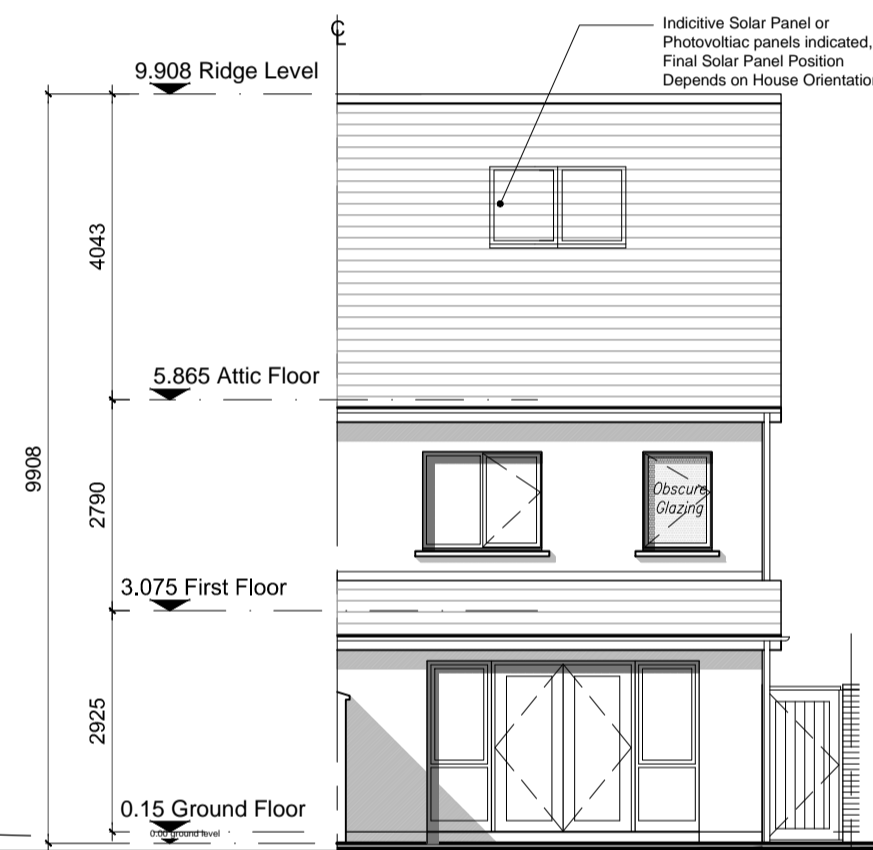 ℄
Indicitive Solar Panel or
Photovoltiac panels indicated,
Final Solar Panel Position
Depends on House Orientation
9.908 Ridge Level
4043
5.865 Attic Floor
9908
2790
Obscure
Glazing
3.075 First Floor
2925
0.15 Ground Floor
0.00 ground level